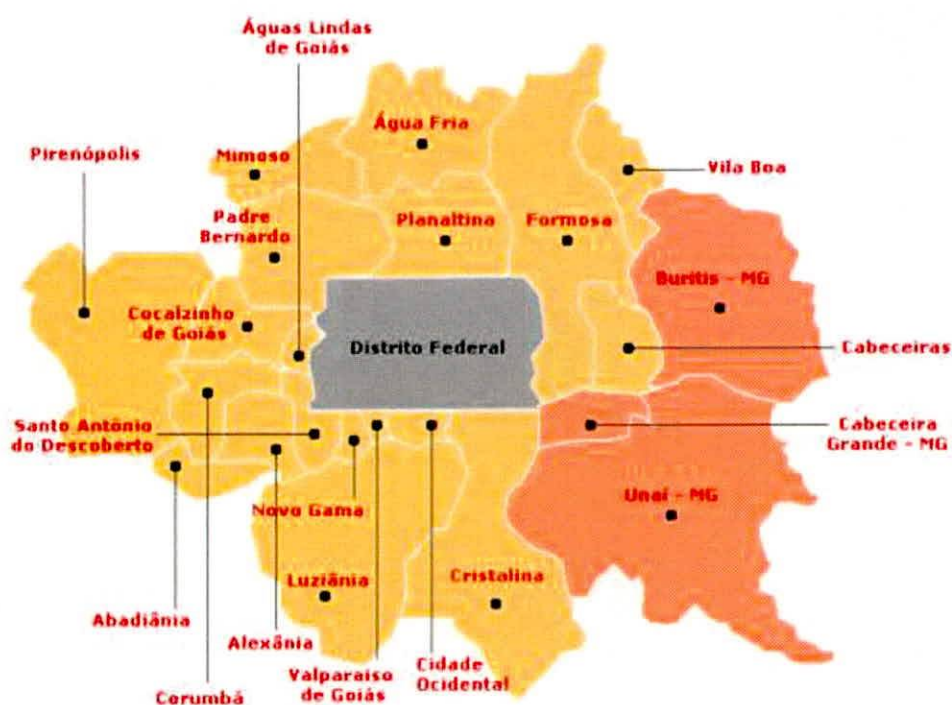 Águas Lindas
de Goiás
Água Fria
Pirenópolis
Mimoso
Vila Boa
Padre
Bernardo
Planaltina
Formosa
Buritis - MG
Cocalzinho
de Goiás
Distrito Federal
Cabeceiras
Santo Antônio
do Descoberto
Cabeceira
Grande - MG
Unaí - MG
Novo Gama
Luziânia
Cristalina
Abadiânia
Alexânia
Valparaiso
de Goiás
Cidade
Ocidental
Corumbá